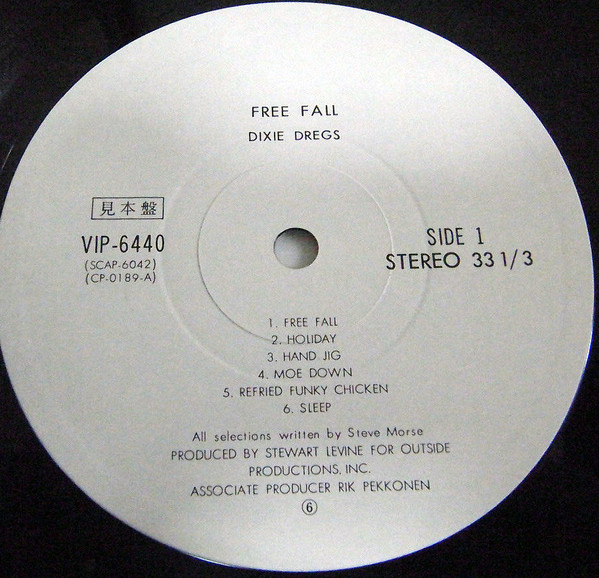 FREE FALL
DIXIE DREGS
見本盤
VIP-6440
(SCAP-6042)
(CP-0189-A)
SIDE 1
STEREO 33 1/3
1. FREE FALL
2. HOLIDAY
3. HAND JIG
4. MOE DOWN
5. REFRIED FUNKY CHICKEN
6. SLEEP
All selections written by Steve Morse
PRODUCED BY STEWART LEVINE FOR OUTSIDE
PRODUCTIONS, INC.
ASSOCIATE PRODUCER RIK PEKKONEN
⑥